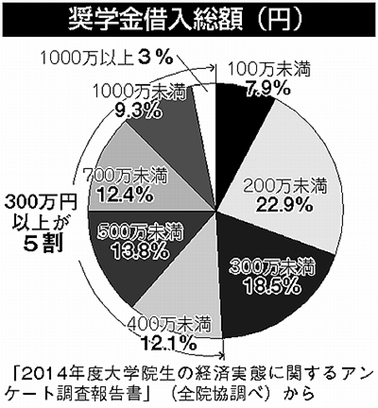 奨学金借入総額（円）
1000万以上3%
100万未満
7.9%
1000万未満
9.3%
200万未満
22.9%
700万未満
12.4%
300万円
以上が
5割
500万未満
13.8%
300万未満
18.5%
400万未満
12.1%
「2014年度大学院生の経済実態に関するアン
ケート調査報告書」（全院協調べ）から